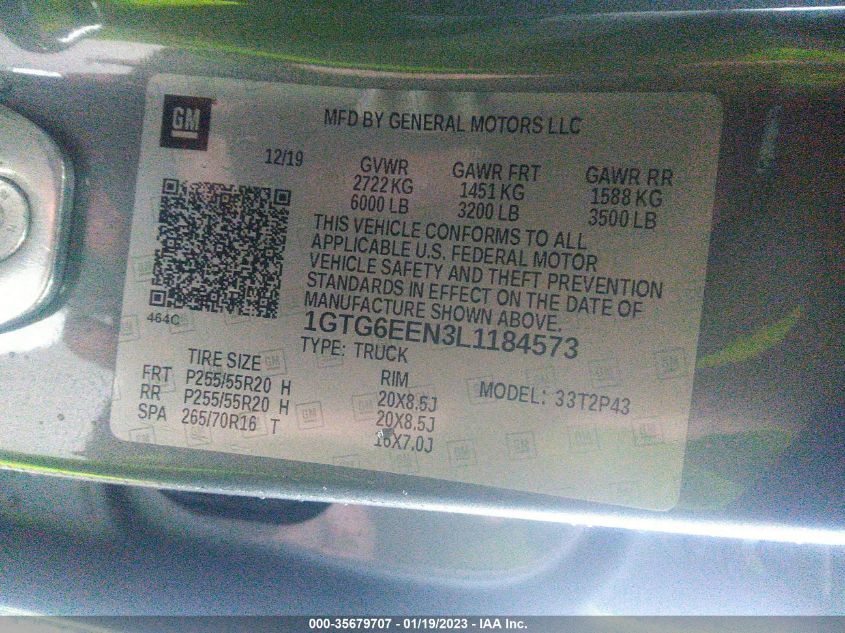 GM
MFD BY GENERAL MOTORS LLC
12/19
GVWR GAWR FRT GAWR RR
2722 KG 1451 KG 1588 KG
6000 LB 3200 LB 3500 LB
THIS VEHICLE CONFORMS TO ALL
APPLICABLE U.S. FEDERAL MOTOR
VEHICLE SAFETY AND THEFT PREVENTION
STANDARDS IN EFFECT ON THE DATE OF
MANUFACTURE SHOWN ABOVE.
464C
1GTG6EEN3L1184573
TYPE: TRUCK
TIRE SIZE RIM MODEL: 33T2P43
FRT P255/55R20 H 20X8.5J
RR P255/55R20 H 20X8.5J
SPA 265/70R16 T 16X7.0J
000-35679707 - 01/19/2023 - IAA Inc.